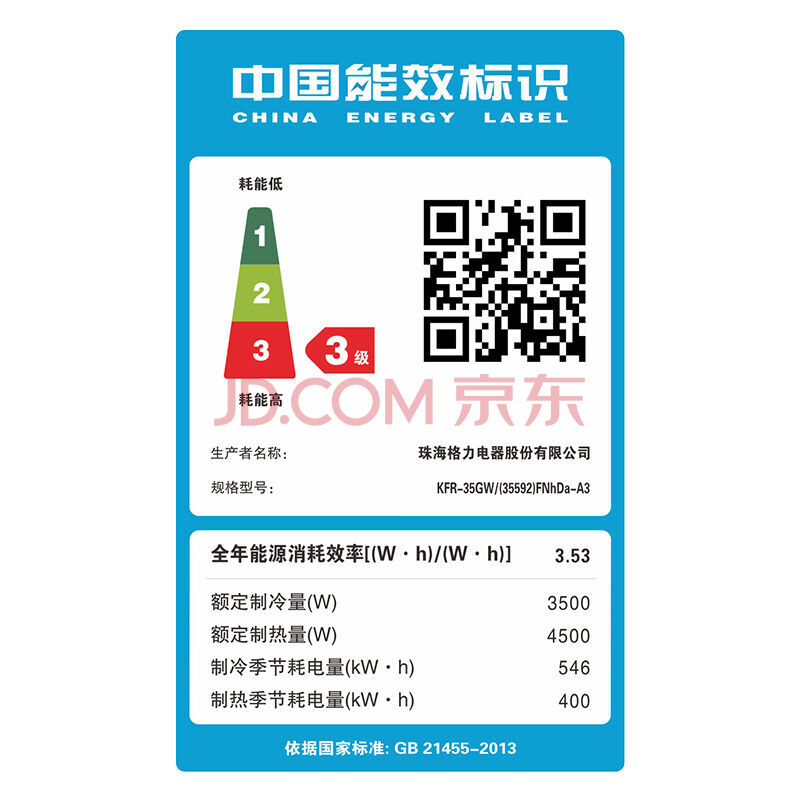 中国能效标识
CHINA ENERGY LABEL
耗能低
1
2
3
3级
耗能高
JD.COM 京东
生产者名称： 珠海格力电器股份有限公司
规格型号： KFR-35GW/(35592)FNhDa-A3
全年能源消耗效率[(W·h)/(W·h)] 3.53
额定制冷量(W) 3500
额定制热量(W) 4500
制冷季节耗电量(kW·h) 546
制热季节耗电量(kW·h) 400
依据国家标准: GB 21455-2013